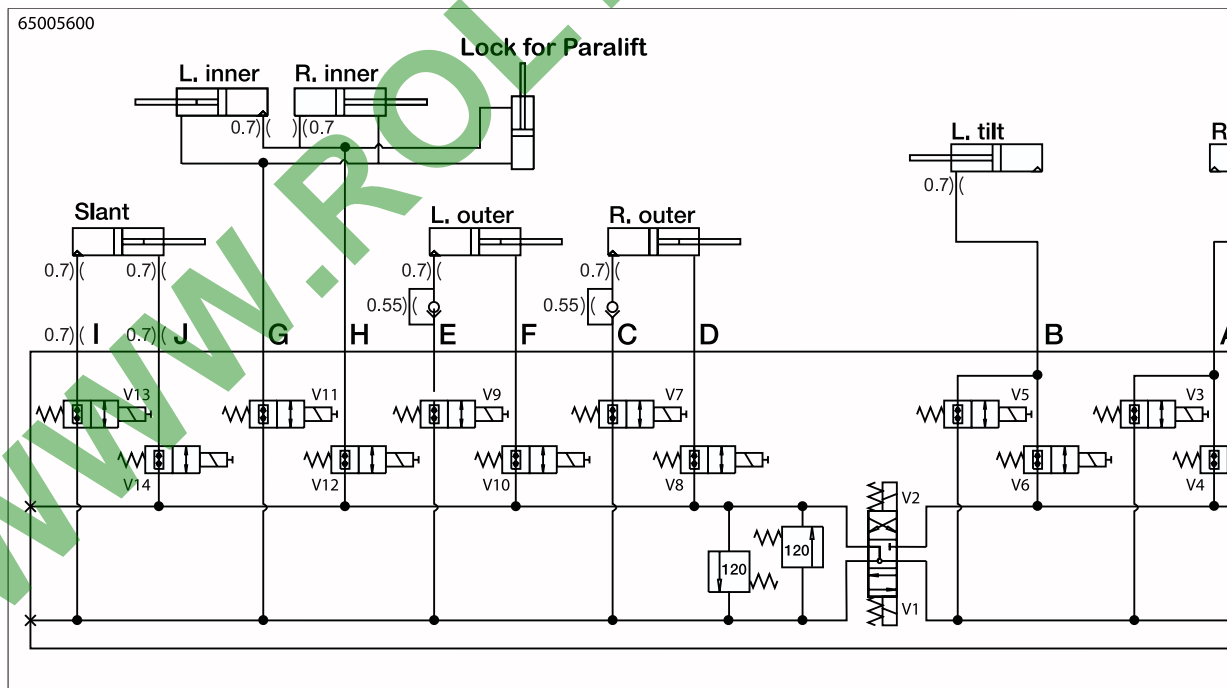 65005600
Lock for Paralift
L. inner R. inner
0.7 0.7
L. tilt R
0.7
Slant L. outer R. outer
0.7 0.7 0.7 0.7
0.55 0.55
0.7 I 0.7 J G H E F C D B A
V13 V11 V9 V7 V5 V3
V14 V12 V10 V8 V6 V4
V2
120 120
V1
WWW.ROL